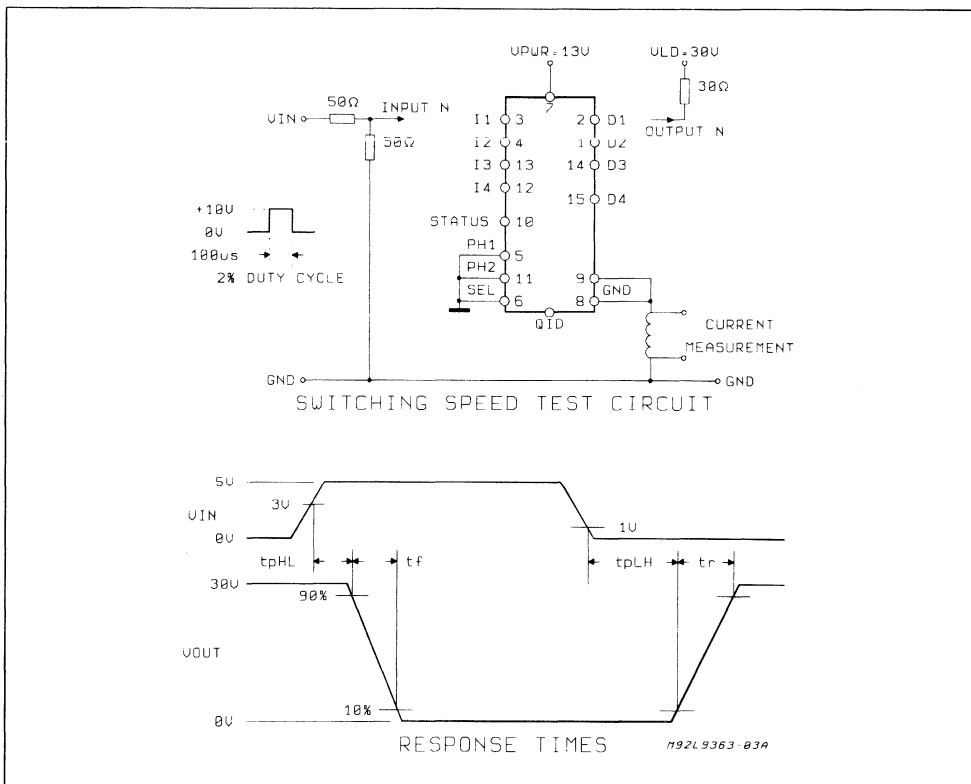 VPWR=13V
VLD=30V
30Ω
OUTPUT N
50Ω
INPUT N
VIN
50Ω
7
I1 3
2 D1
I2 4
1 D2
I3 13
14 D3
I4 12
15 D4
STATUS 10
PH1
5
PH2
11
SEL
6
9
GND
8
QID
+10V
0V
100us
2% DUTY CYCLE
CURRENT
MEASUREMENT
GND
GND
SWITCHING SPEED TEST CIRCUIT
5V
3V
VIN
0V
1V
tpHL
tf
tpLH
tr
30V
90%
VOUT
10%
0V
RESPONSE TIMES
M92L9363-03A